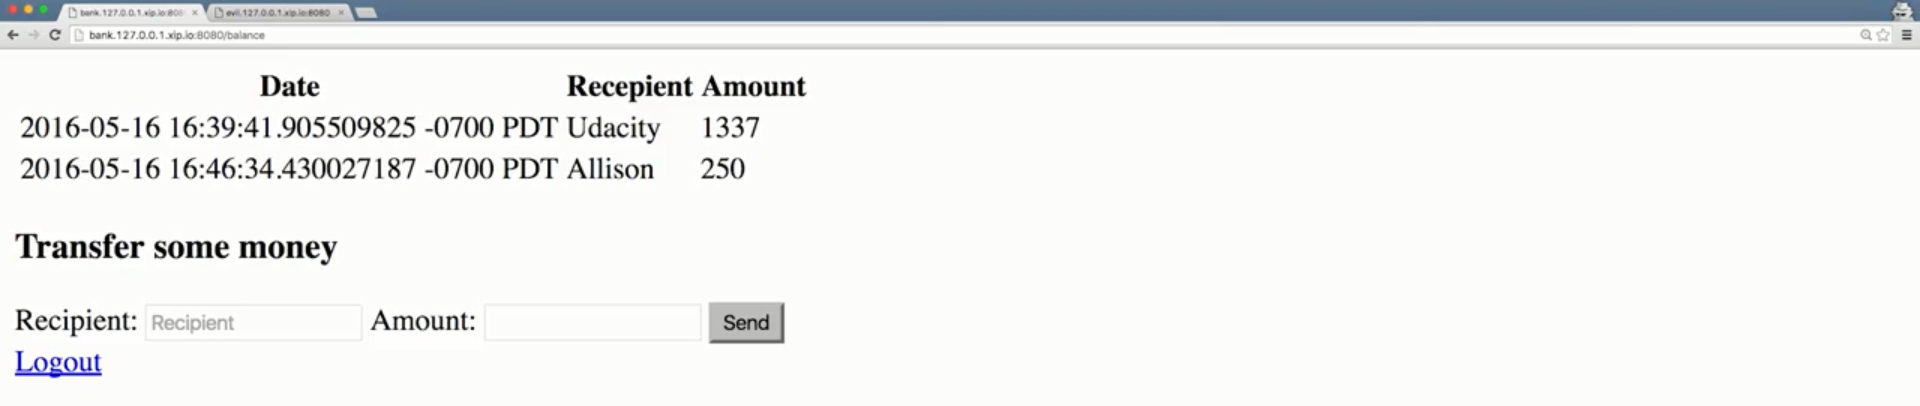 bank.127.0.0.1.xip.io:808 evil.127.0.0.1.xip.io:8080
bank.127.0.0.1.xip.io:8080/balance
Date Recepient Amount
2016-05-16 16:39:41.905509825 -0700 PDT Udacity 1337
2016-05-16 16:46:34.430027187 -0700 PDT Allison 250
Transfer some money
Recipient: Recipient Amount: Send
Logout